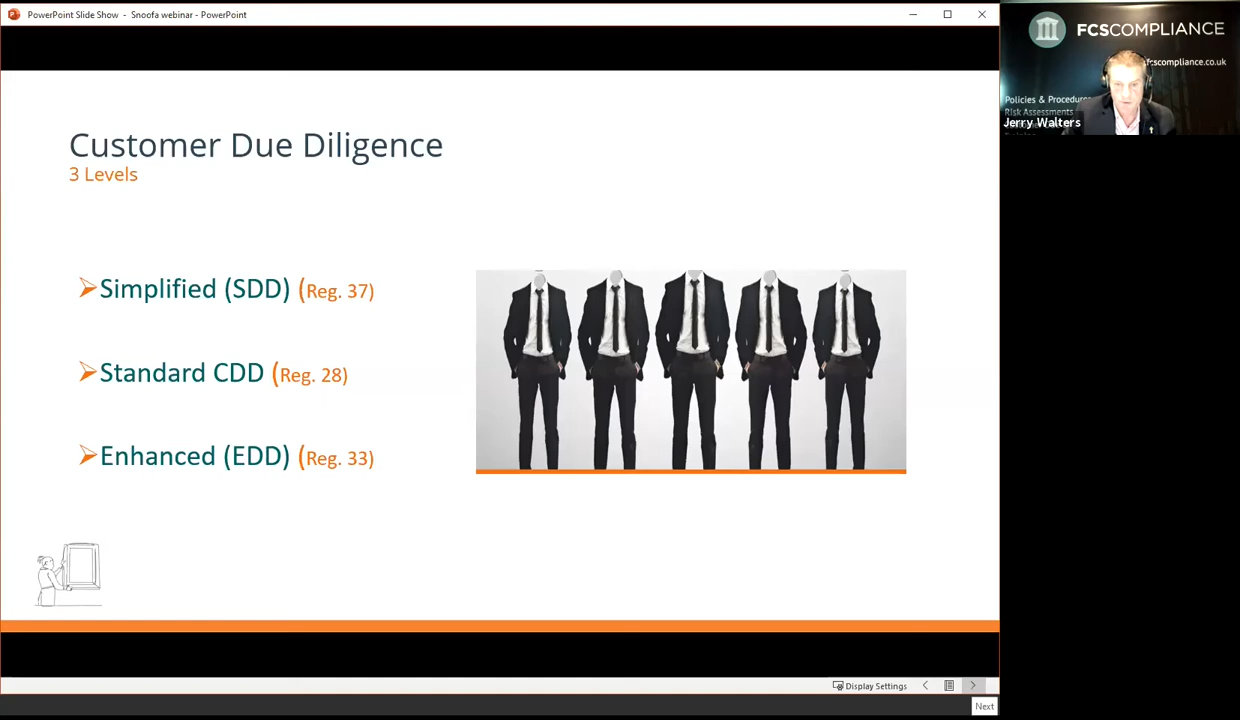 PowerPoint Slide Show - Snoofa webinar - PowerPoint
FCSCOMPLIANCE
fcscompliance.co.uk
Policies & Procedures
Risk Assessments
Jerry Walters
Customer Due Diligence
3 Levels
➢Simplified (SDD) (Reg. 37)
➢Standard CDD (Reg. 28)
➢Enhanced (EDD) (Reg. 33)
Display Settings
Next